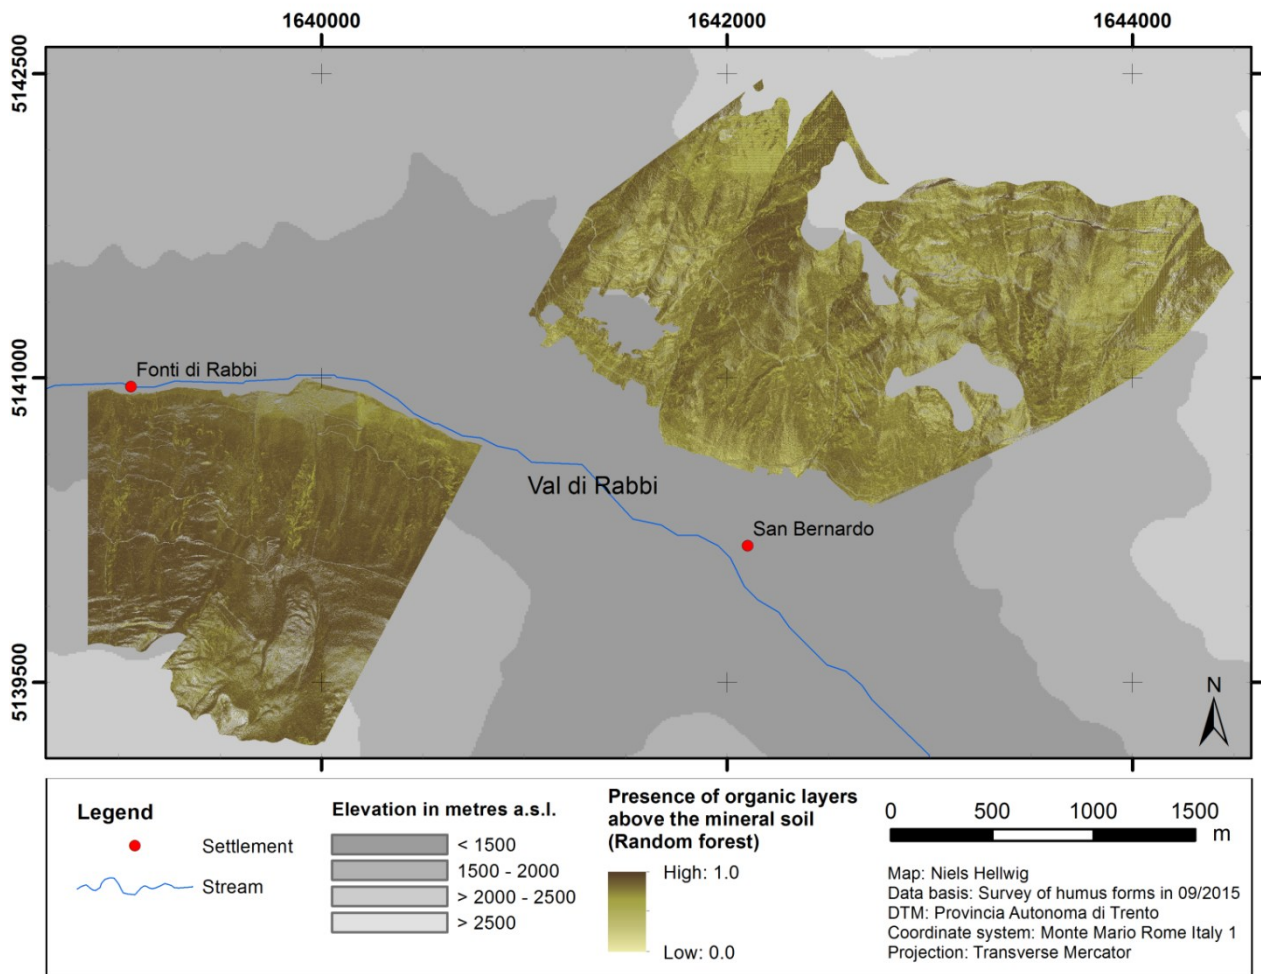 1640000 1642000 1644000
5142500
5141000
5139500
Fonti di Rabbi
Val di Rabbi
San Bernardo
N
Legend
Settlement
Stream
Elevation in metres a.s.l.
< 1500
1500 - 2000
> 2000 - 2500
> 2500
Presence of organic layers
above the mineral soil
(Random forest)
High: 1.0
Low: 0.0
0 500 1000 1500
m
Map: Niels Hellwig
Data basis: Survey of humus forms in 09/2015
DTM: Provincia Autonoma di Trento
Coordinate system: Monte Mario Rome Italy 1
Projection: Transverse Mercator